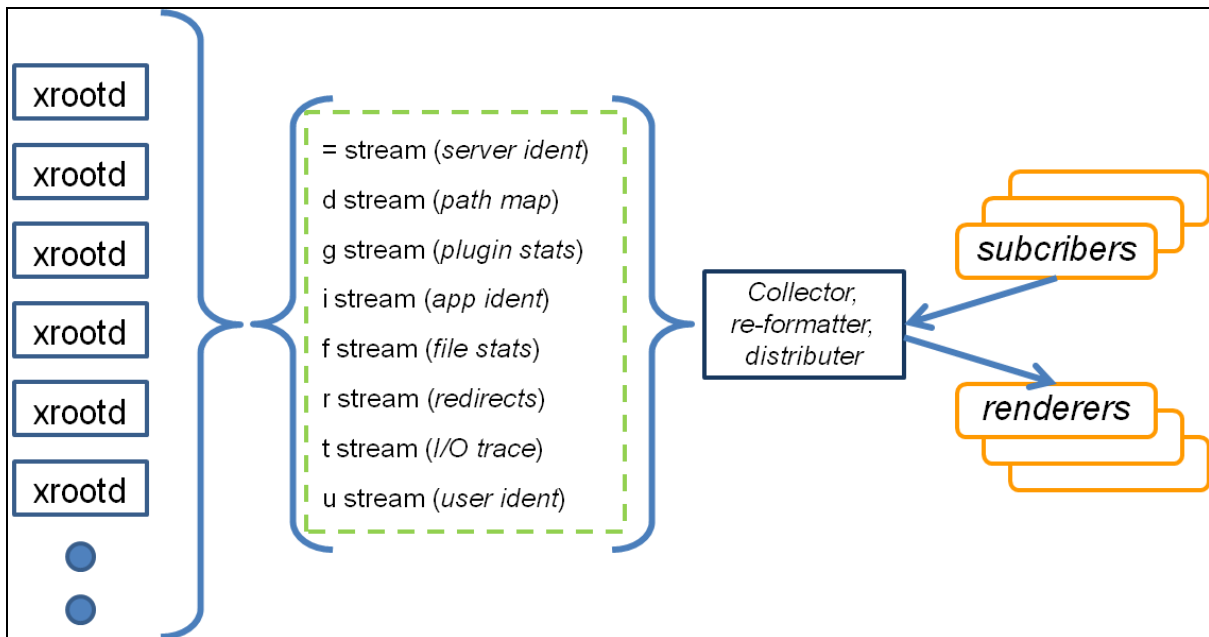 xrootd
xrootd
xrootd
xrootd
xrootd
xrootd
= stream (server ident)
d stream (path map)
g stream (plugin stats)
i stream (app ident)
f stream (file stats)
r stream (redirects)
t stream (I/O trace)
u stream (user ident)
Collector,
re-formatter,
distributer
subcribers
renderers